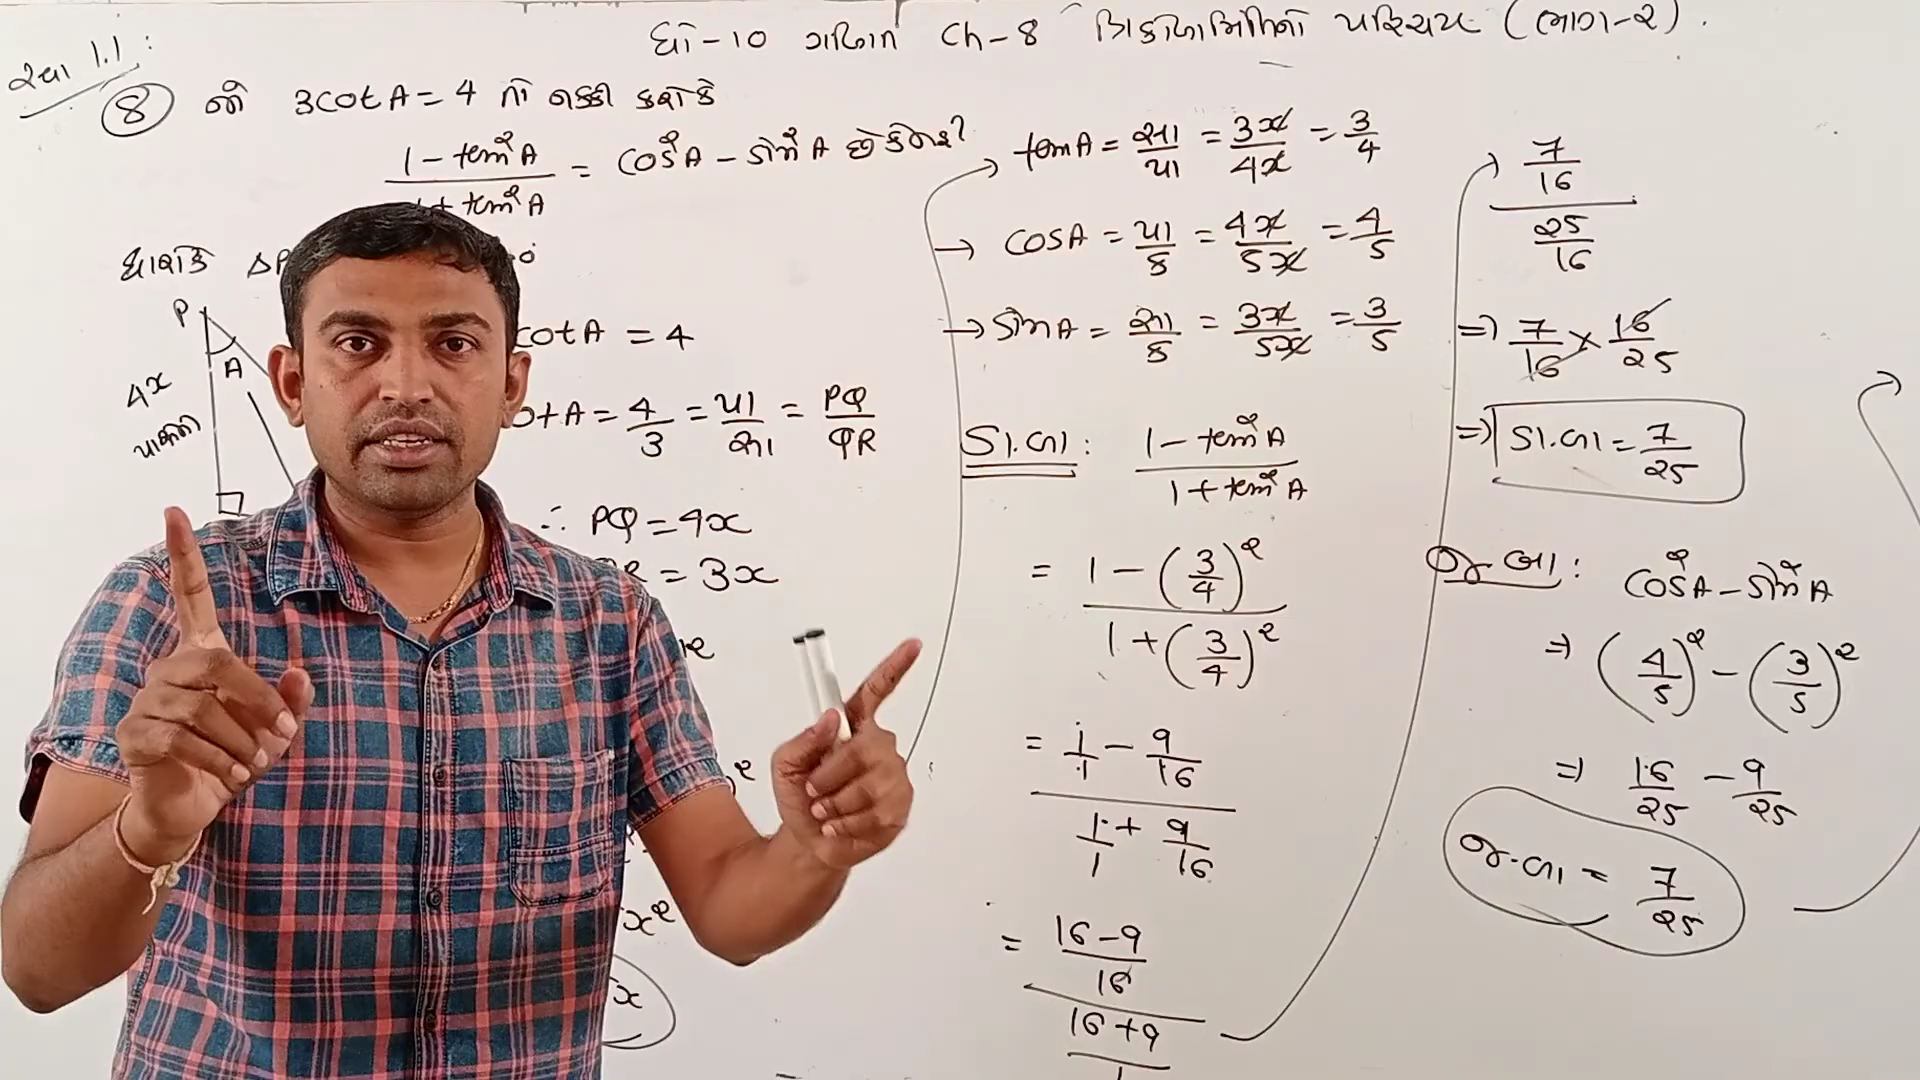 ધો-10 ગણિત Ch-8 ત્રિકોણમિતિનો પરિચય (ભાગ-2).
સ્વા 1.1:
8 જો 3cotA = 4 તો નક્કી કરો કે
1 - tan²A / 1 + tan²A = cos²A - sin²A છે કે નહિ?
ધારો કે
P
A
4x
પાસેની
cotA = 4
cotA = 4/3 = પા/સા = PQ/QR
∴ PQ = 4x
QR = 3x
tanA = સા/પા = 3x/4x = 3/4
→ cosA = પા/8 = 4x/5x = 4/5
→ sinA = સા/8 = 3x/5x = 3/5
ડા.બા: 1 - tan²A / 1 + tan²A
= 1 - (3/4)² / 1 + (3/4)²
= 1/1 - 9/16 / 1/1 + 9/16
= 16-9/16
16+9
7/16 / 25/16
⇒ 7/16 × 16/25
⇒ ડા.બા = 7/25
જ.બા: cos²A - sin²A
⇒ (4/5)² - (3/5)²
⇒ 16/25 - 9/25
જ.બા = 7/25